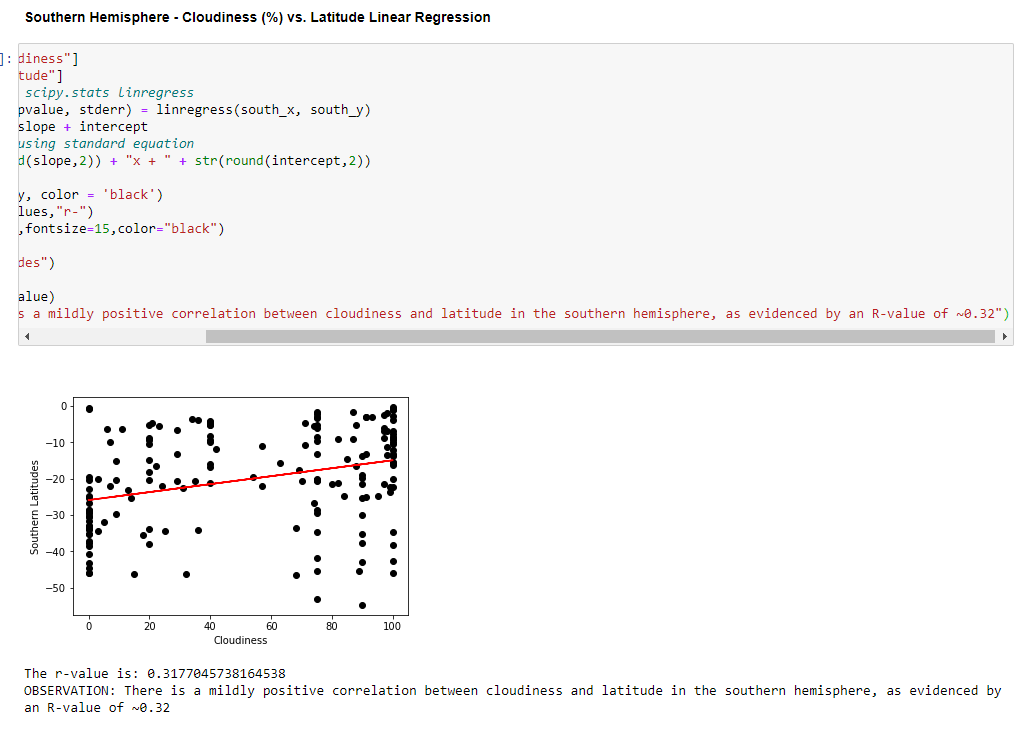 Southern Hemisphere - Cloudiness (%) vs. Latitude Linear Regression
]: diness"]
tude"]
scipy.stats linregress
pvalue, stderr) = linregress(south_x, south_y)
slope + intercept
using standard equation
d(slope,2)) + "x + " + str(round(intercept,2))
y, color = 'black')
lues,"r-")
,fontsize=15,color="black")
des")
alue)
s a mildly positive correlation between cloudiness and latitude in the southern hemisphere, as evidenced by an R-value of ~0.32")
0
−10
−20
−30
−40
−50
Southern Latitudes
0 20 40 60 80 100
Cloudiness
The r-value is: 0.3177045738164538
OBSERVATION: There is a mildly positive correlation between cloudiness and latitude in the southern hemisphere, as evidenced by
an R-value of ~0.32